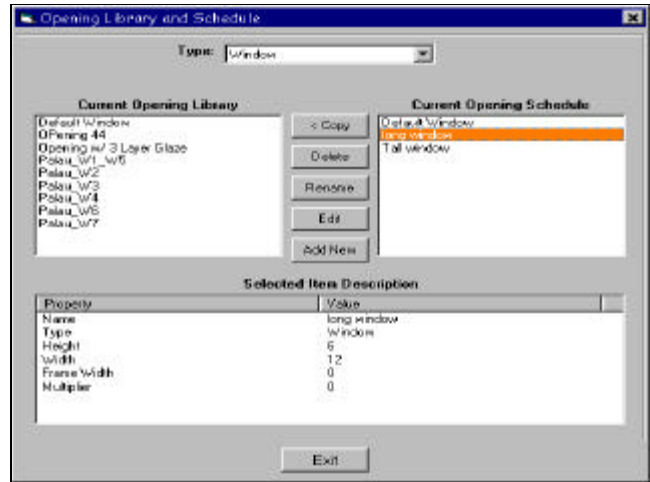 Opening Library and Schedule
Type: Window
Current Opening Library
Default Window
OPening 44
Opening w/ 3 Layer Glaze
Palau_W1_W5
Palau_W2
Palau_W3
Palau_W4
Palau_W6
Palau_W7
< Copy
Delete
Rename
Edit
Add New
Current Opening Schedule
Default Window
long window
Tall window
Selected Item Description
Property Value
Name long window
Type Window
Height 6
Width 12
Frame Width 0
Multiplier 0
Exit